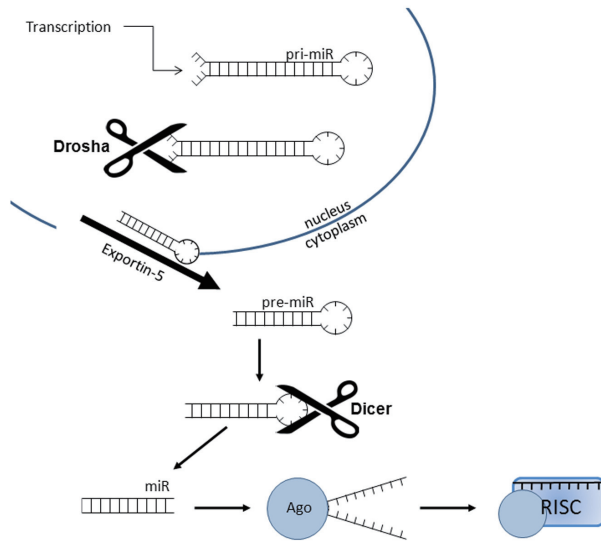 Transcription
pri-miR
Drosha
nucleus
cytoplasm
Exportin-5
pre-miR
Dicer
miR
Ago
RISC